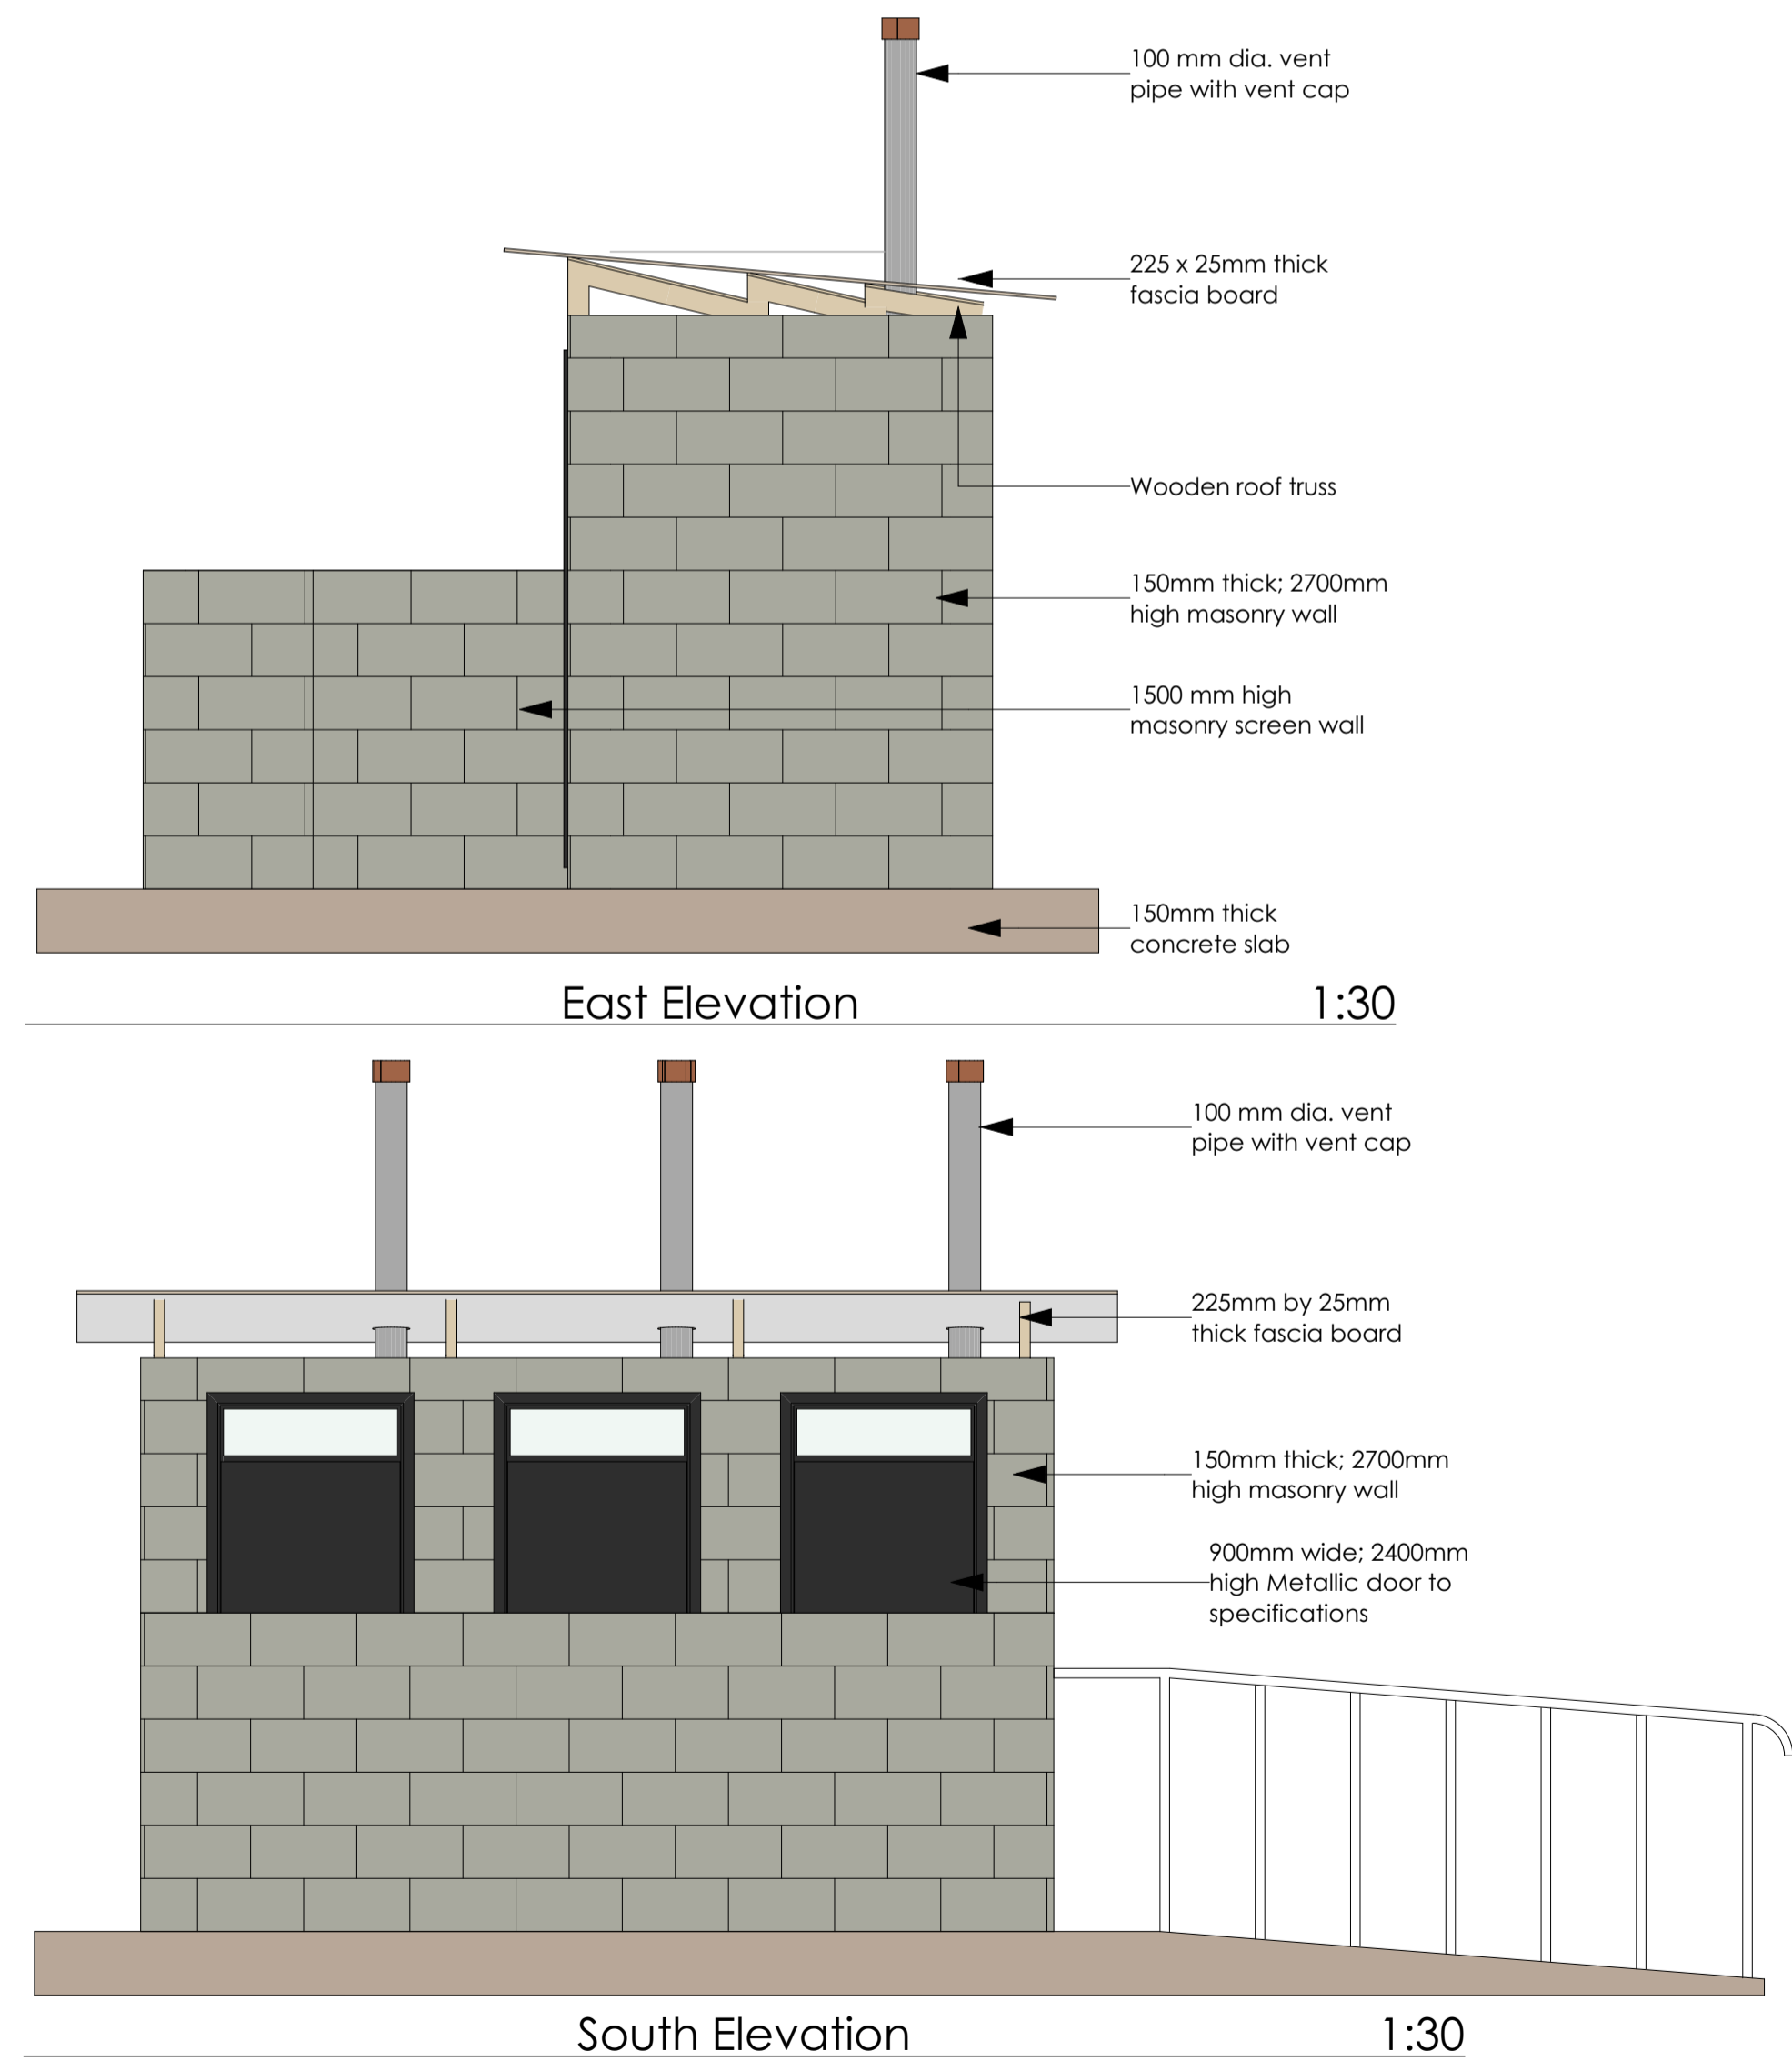 100 mm dia. vent
pipe with vent cap
225 x 25mm thick
fascia board
Wooden roof truss
150mm thick; 2700mm
high masonry wall
1500 mm high
masonry screen wall
150mm thick
concrete slab
East Elevation
1:30
100 mm dia. vent
pipe with vent cap
225mm by 25mm
thick fascia board
150mm thick; 2700mm
high masonry wall
900mm wide; 2400mm
high Metallic door to
specifications
South Elevation
1:30